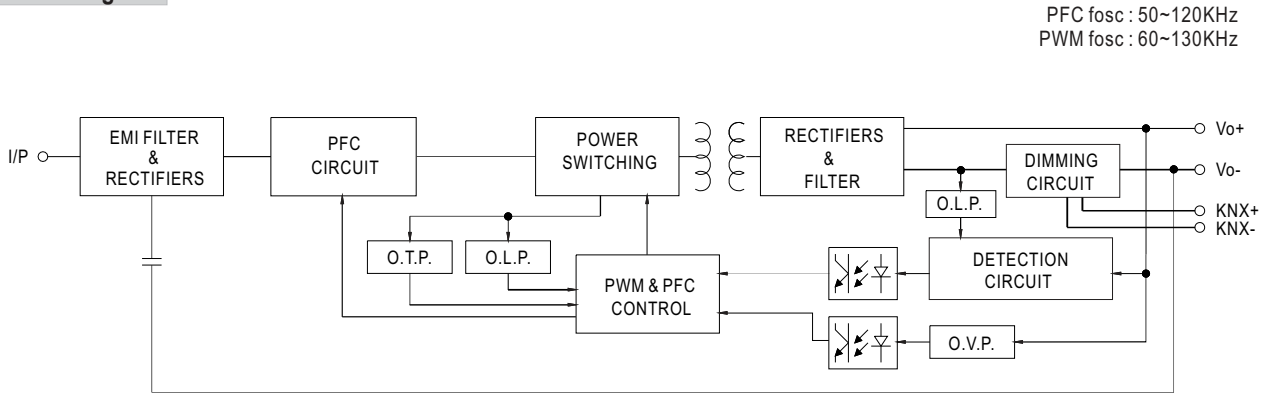 PFC fosc : 50~120KHz
PWM fosc : 60~130KHz
I/P
EMI FILTER
&
RECTIFIERS
PFC
CIRCUIT
POWER
SWITCHING
RECTIFIERS
&
FILTER
DIMMING
CIRCUIT
Vo+
Vo-
KNX+
KNX-
O.L.P.
O.T.P.
O.L.P.
PWM & PFC
CONTROL
DETECTION
CIRCUIT
O.V.P.